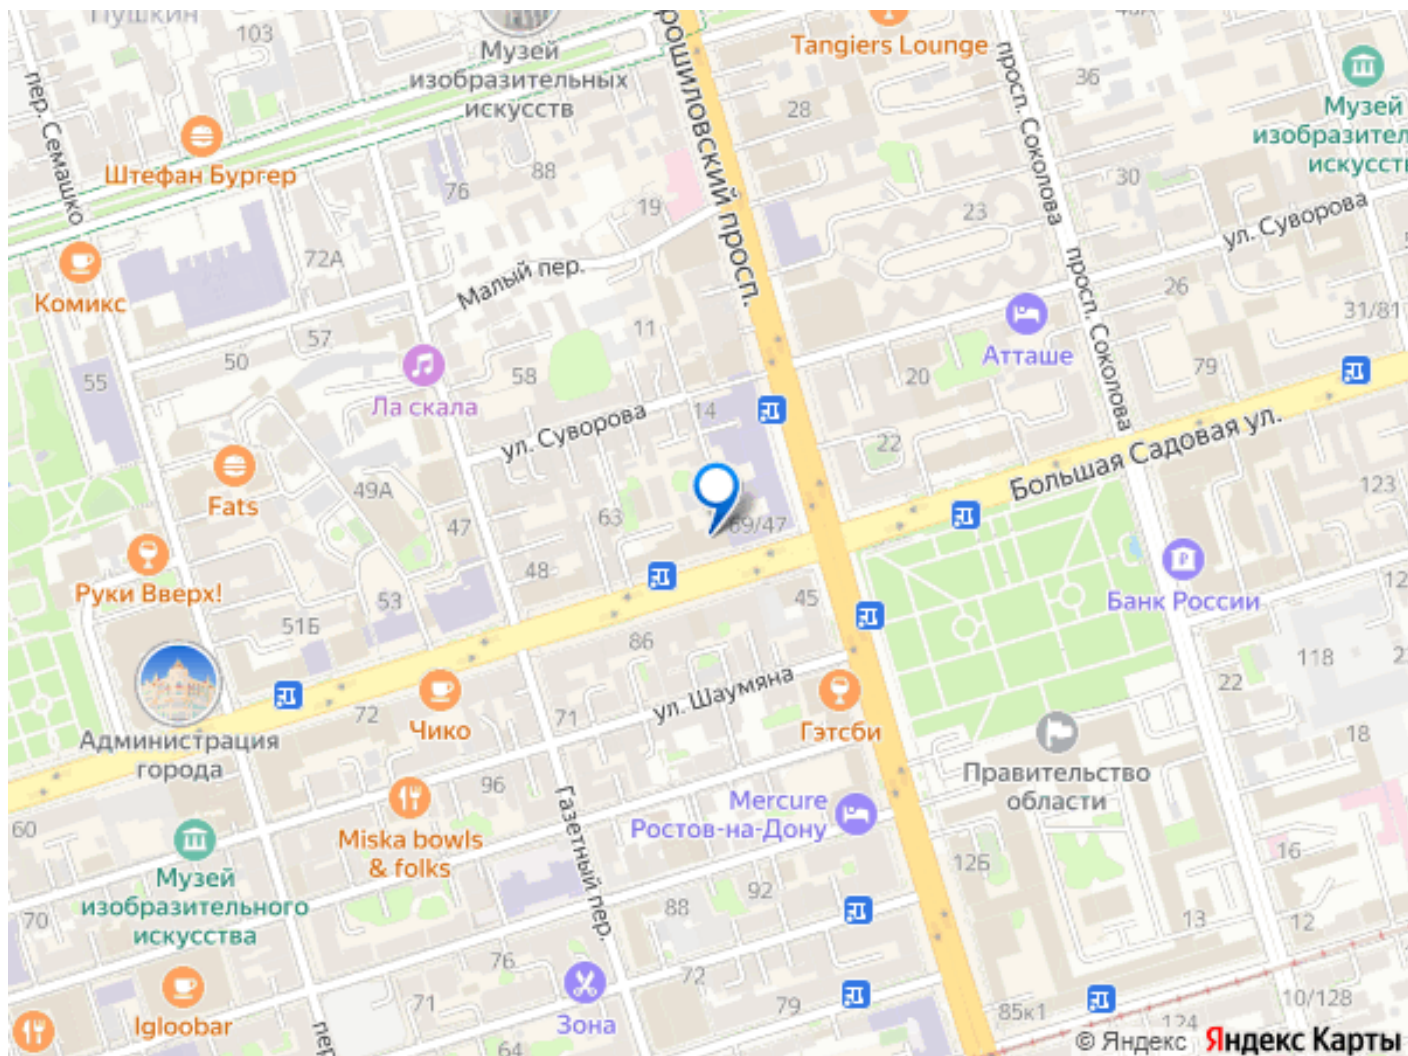 Пушкин
103
Музей
изобразительных
искусств
Tangiers Lounge
36
28
Музей
изобразител
искусств
пер. Семашко
Штефан Бургер
88
76
19
рошиловский просп.
просп. Соколова
30
23
ул. Суворова
72А
Малый пер.
Комикс
57
50
11
просп. Соколова
26
31/81
Атташе
79
20
55
58
Ла скала
14
ул. Суворова
22
Большая Садовая ул.
Fats
49А
47
63
69/47
123
48
Руки Вверх!
53
51Б
45
Банк России
12
86
118
2
22
ул. Шаумяна
72
Чико
71
Гэтсби
18
Администрация
города
Правительство
области
96
Газетный пер.
Mercure
Ростов-на-Дону
60
Miska bowls
& folks
Музей
изобразительного
искусства
70
12Б
16
92
88
13
12
76
72
Igloobar
71
Зона
79
85к1
10/128
124
64
пер
© Яндекс Яндекс Карты